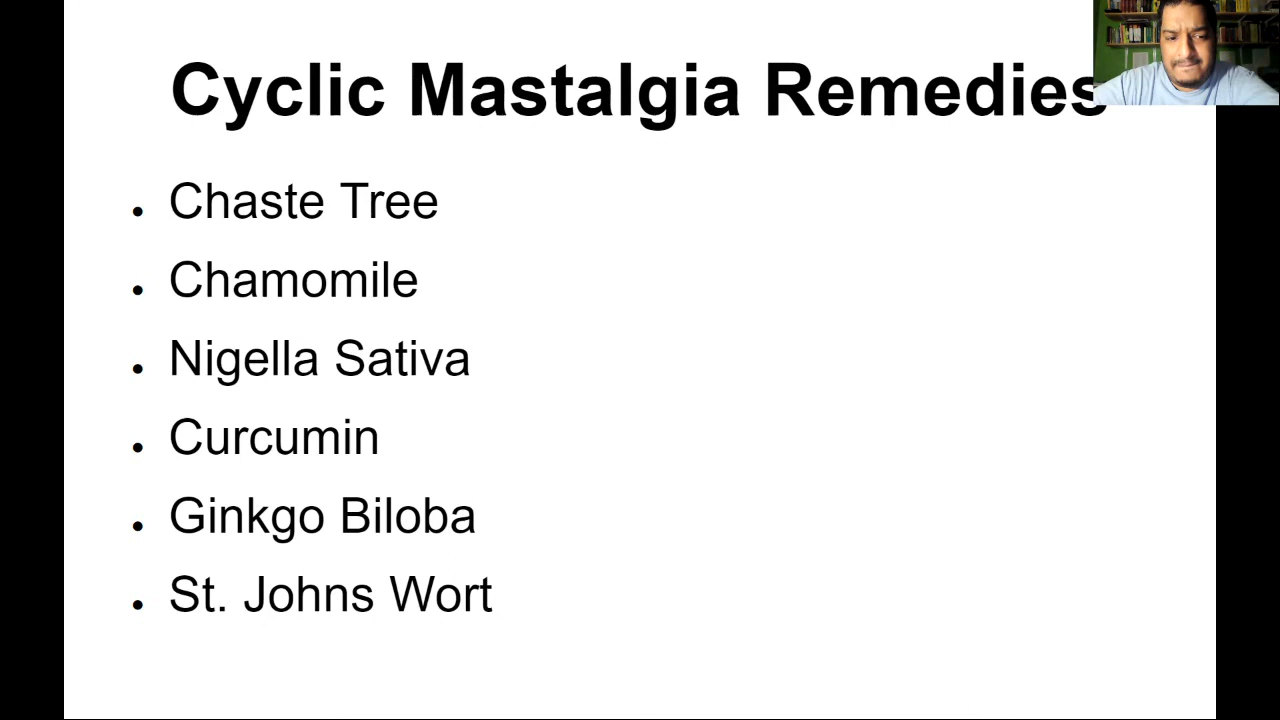 Cyclic Mastalgia Remedies
Chaste Tree
Chamomile
Nigella Sativa
Curcumin
Ginkgo Biloba
St. Johns Wort